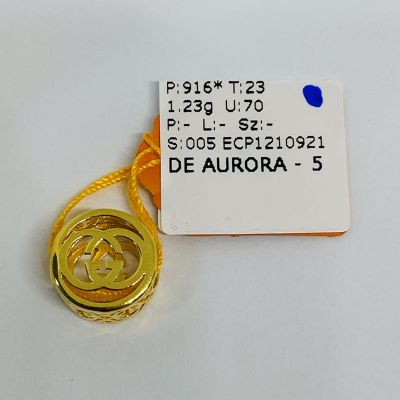 P:916* T:23
1.23g U:70
P:- L:- Sz:-
S:005 ECP1210921
DE AURORA - 5